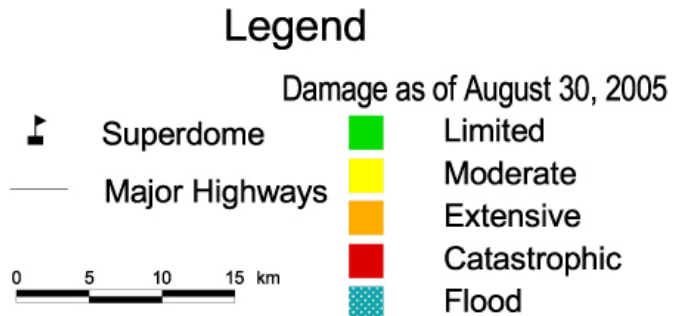 Legend
Damage as of August 30, 2005
Superdome
Limited
Major Highways
Moderate
Extensive
Catastrophic
Flood
0 5 10 15 km